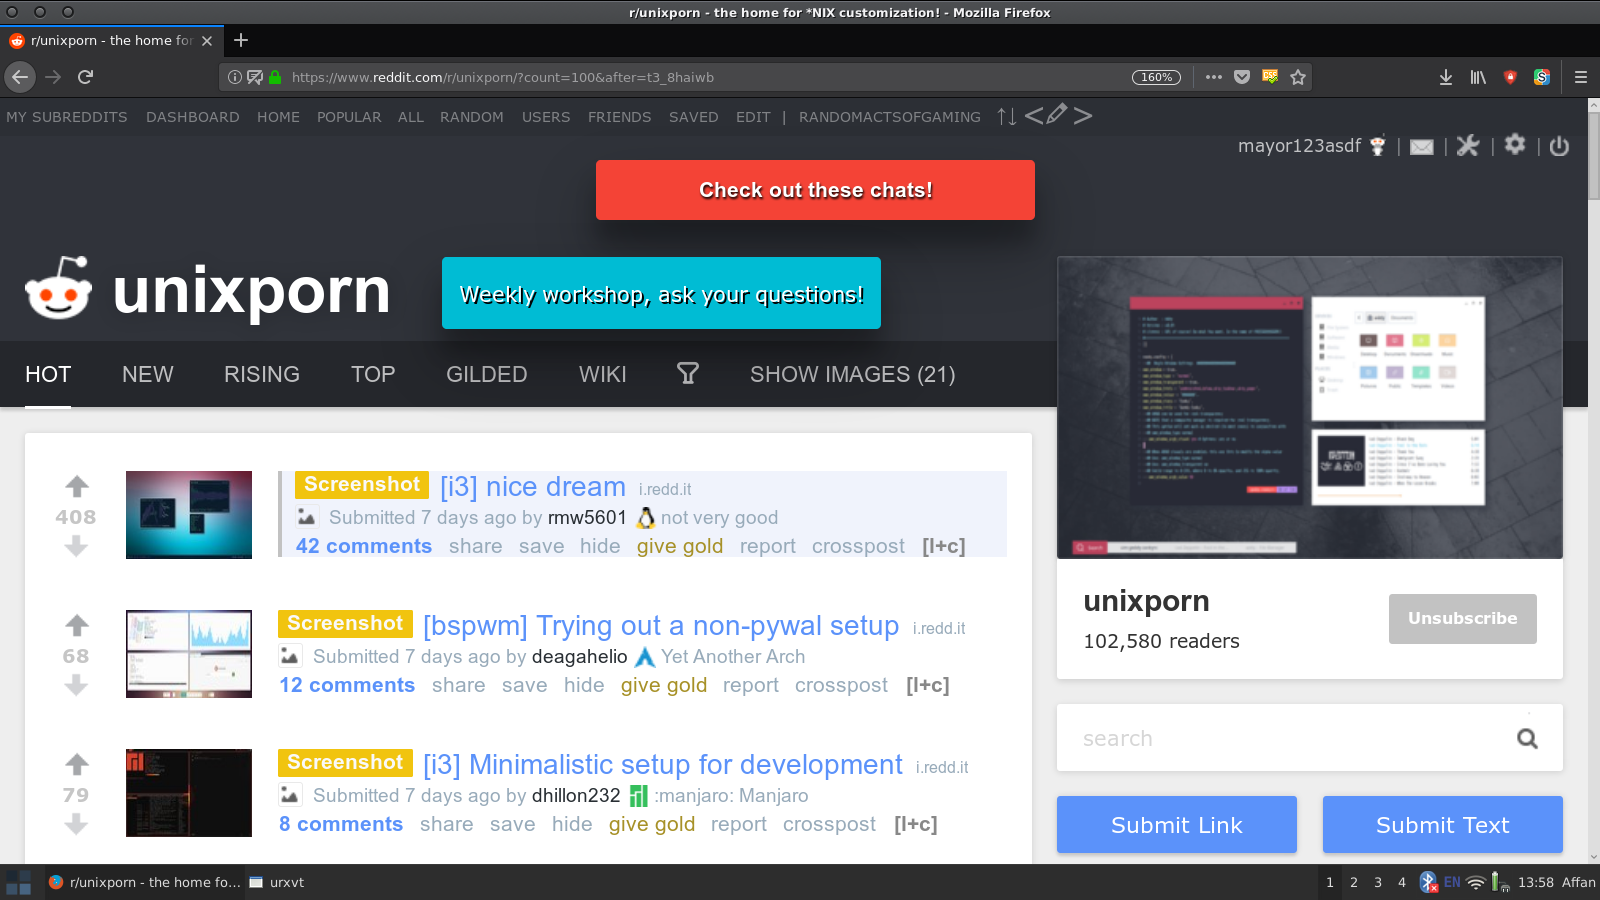 r/unixporn - the home for *NIX customization! - Mozilla Firefox
r/unixporn - the home for
https://www.reddit.com/r/unixporn/?count=100&after=t3_8haiwb
160%
MY SUBREDDITS DASHBOARD HOME POPULAR ALL RANDOM USERS FRIENDS SAVED EDIT | RANDOMACTSOFGAMING
mayor123asdf
Check out these chats!
unixporn
Weekly workshop, ask your questions!
HOT NEW RISING TOP GILDED WIKI SHOW IMAGES (21)
Screenshot [i3] nice dream i.redd.it
408
Submitted 7 days ago by rmw5601 not very good
42 comments share save hide give gold report crosspost [l+c]
Screenshot [bspwm] Trying out a non-pywal setup i.redd.it
68
Submitted 7 days ago by deagahelio Yet Another Arch
12 comments share save hide give gold report crosspost [l+c]
Screenshot [i3] Minimalistic setup for development i.redd.it
79
Submitted 7 days ago by dhillon232 :manjaro: Manjaro
8 comments share save hide give gold report crosspost [l+c]
unixporn
102,580 readers
Unsubscribe
search
Submit Link
Submit Text
r/unixporn - the home fo...
urxvt
1 2 3 4 EN 13:58 Affan